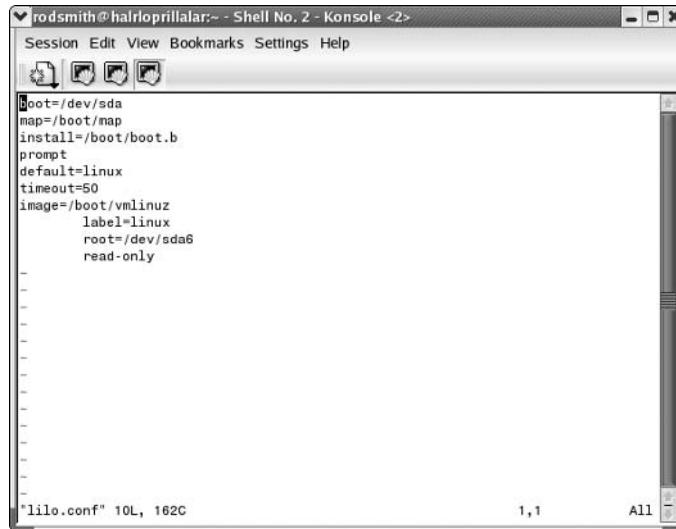 rodsmith@halrloprillalar:~ - Shell No. 2 - Konsole <2>
Session Edit View Bookmarks Settings Help
boot=/dev/sda
map=/boot/map
install=/boot/boot.b
prompt
default=linux
timeout=50
image=/boot/vmlinuz
        label=linux
        root=/dev/sda6
        read-only
~
~
~
~
~
~
~
~
~
~
~
~
~
~
"lilo.conf" 10L, 162C 1,1 All